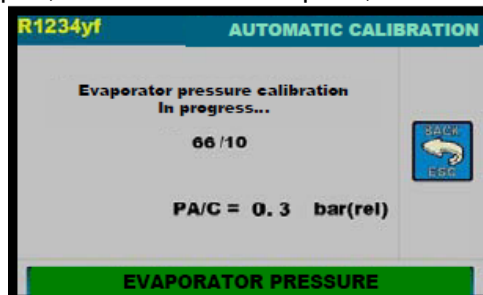 R1234yf AUTOMATIC CALIBRATION
Evaporator pressure calibration
In progress...
66/10
BACK
ESC
PA/C = 0.3 bar(rel)
EVAPORATOR PRESSURE